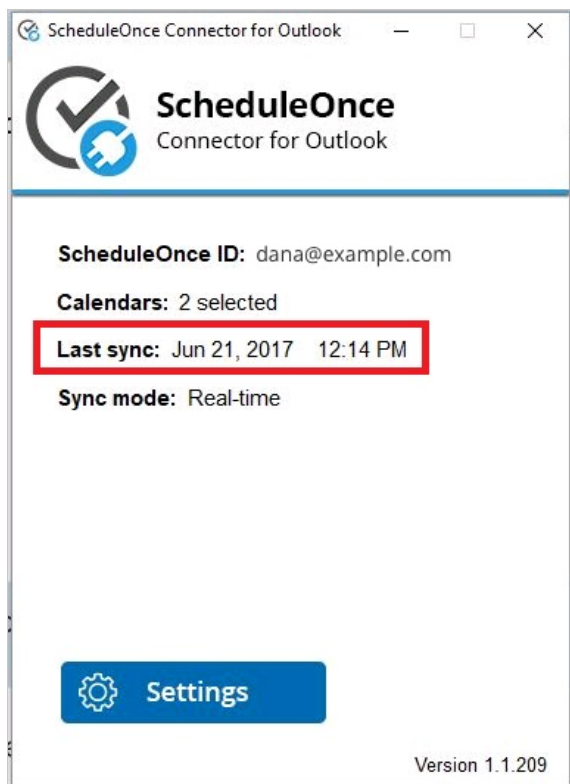 ScheduleOnce Connector for Outlook
ScheduleOnce
Connector for Outlook
ScheduleOnce ID: dana@example.com
Calendars: 2 selected
Last sync: Jun 21, 2017 12:14 PM
Sync mode: Real-time
Settings
Version 1.1.209